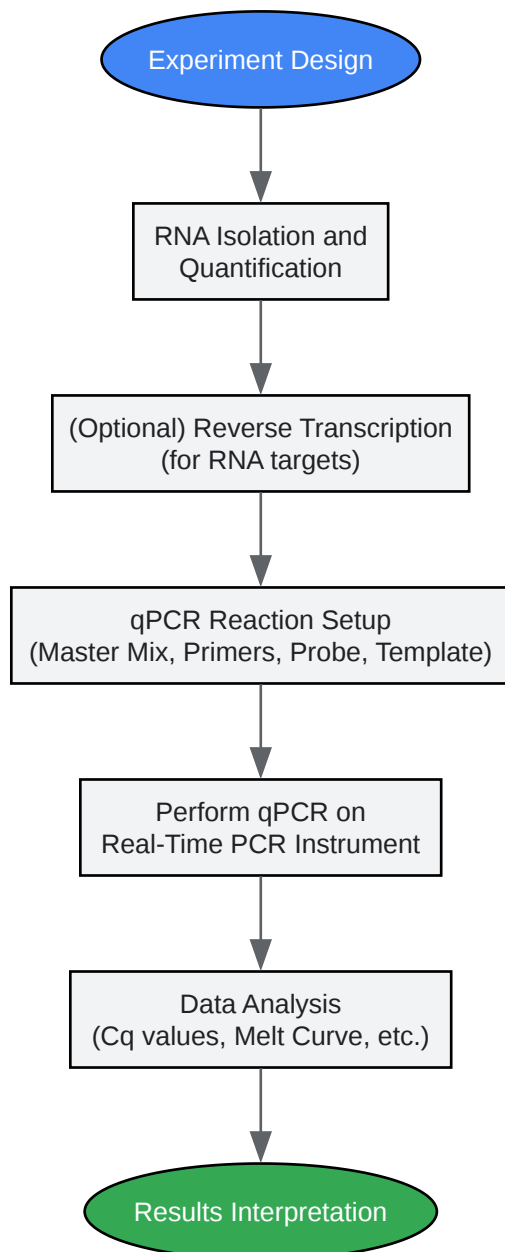 Experiment Design
RNA Isolation and
Quantification
(Optional) Reverse Transcription
(for RNA targets)
qPCR Reaction Setup
(Master Mix, Primers, Probe, Template)
Perform qPCR on
Real-Time PCR Instrument
Data Analysis
(Cq values, Melt Curve, etc.)
Results Interpretation